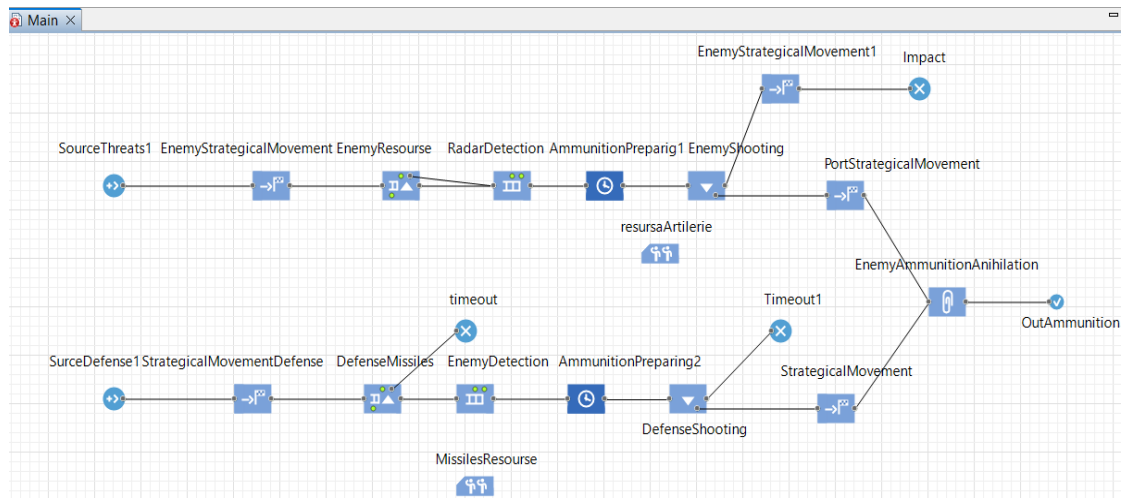 Main
EnemyStrategicalMovement1
Impact
SourceThreats1
EnemyStrategicalMovement
EnemyResourse
RadarDetection
AmmunitionPreparig1
EnemyShooting
PortStrategicalMovement
resursaArtilerie
EnemyAmmunitionAnihilation
OutAmmunition
timeout
Timeout1
SurceDefense1
StrategicalMovementDefense
DefenseMissiles
EnemyDetection
AmmunitionPreparing2
StrategicalMovement
DefenseShooting
MissilesResourse